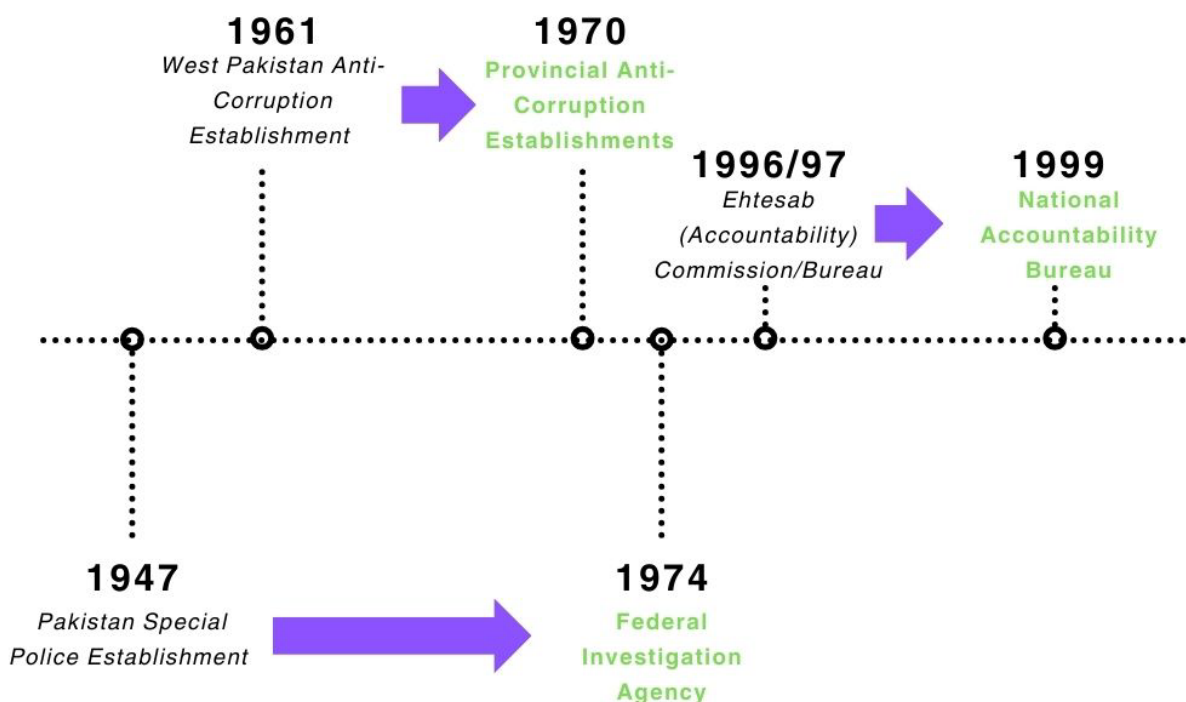 1961
West Pakistan Anti-
Corruption
Establishment
1970
Provincial Anti-
Corruption
Establishments
1996/97
Ehtesab
(Accountability)
Commission/Bureau
1999
National
Accountability
Bureau
1947
Pakistan Special
Police Establishment
1974
Federal
Investigation
Agency